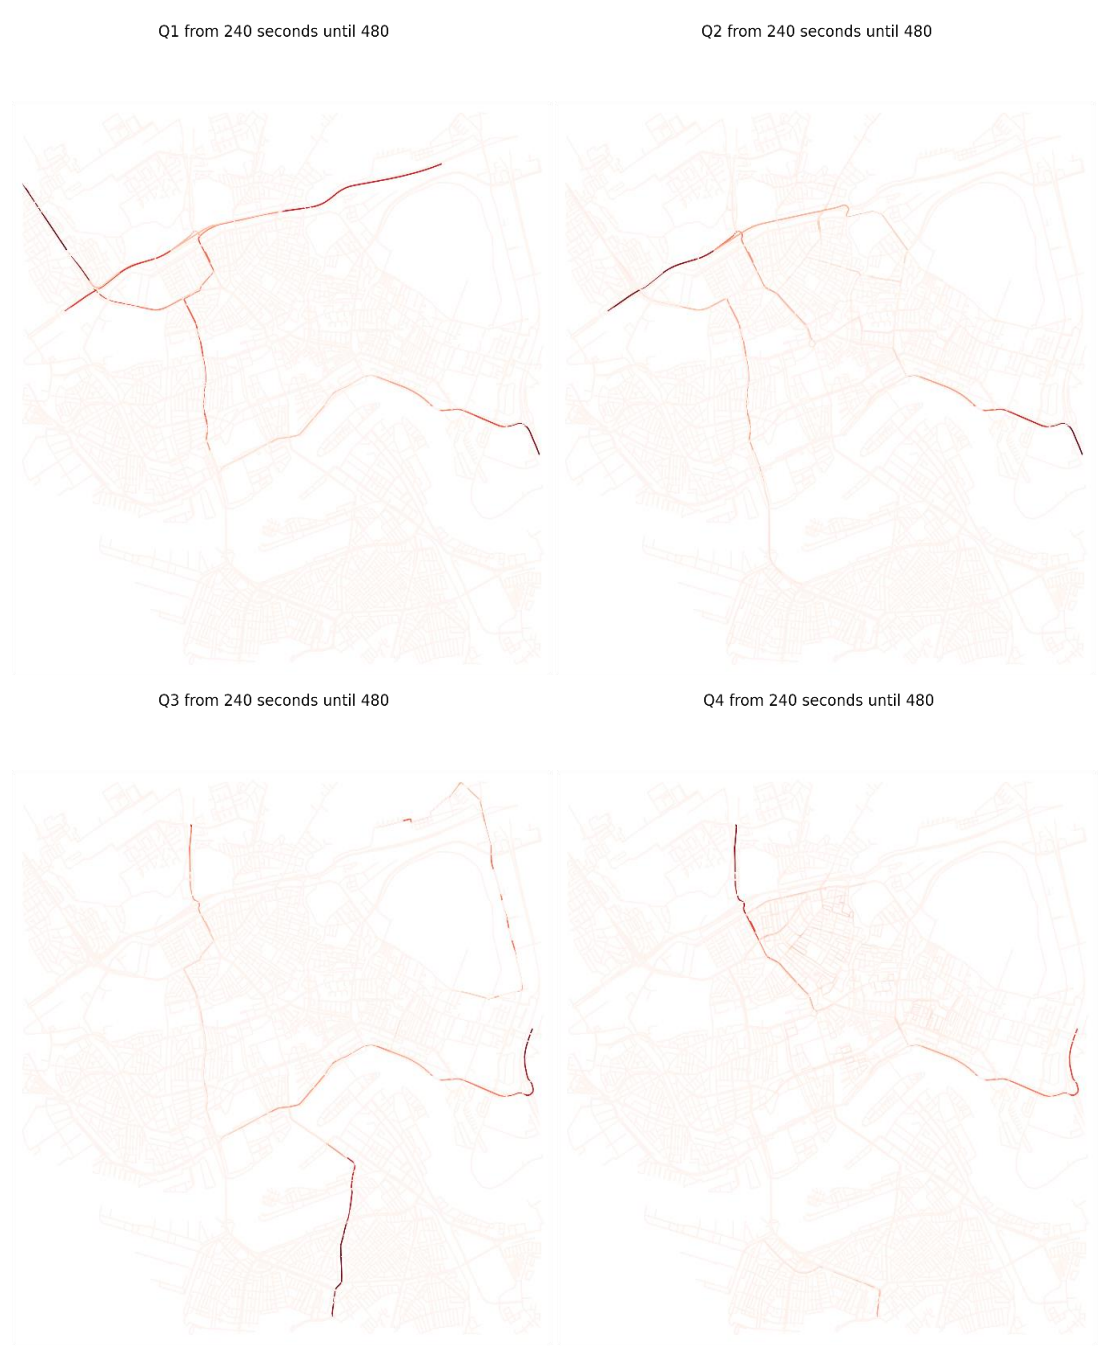 Q1 from 240 seconds until 480
Q2 from 240 seconds until 480
Q3 from 240 seconds until 480
Q4 from 240 seconds until 480